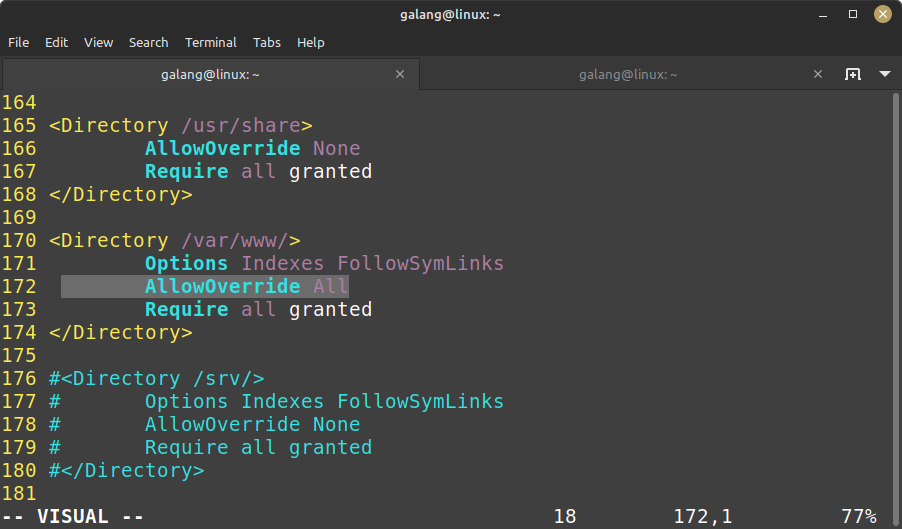 galang@linux: ~
File Edit View Search Terminal Tabs Help
galang@linux: ~ galang@linux: ~
164
165 <Directory /usr/share>
166         AllowOverride None
167         Require all granted
168 </Directory>
169
170 <Directory /var/www/>
171         Options Indexes FollowSymLinks
172         AllowOverride All
173         Require all granted
174 </Directory>
175
176 #<Directory /srv/>
177 #       Options Indexes FollowSymLinks
178 #       AllowOverride None
179 #       Require all granted
180 #</Directory>
181
-- VISUAL -- 18 172,1 77%